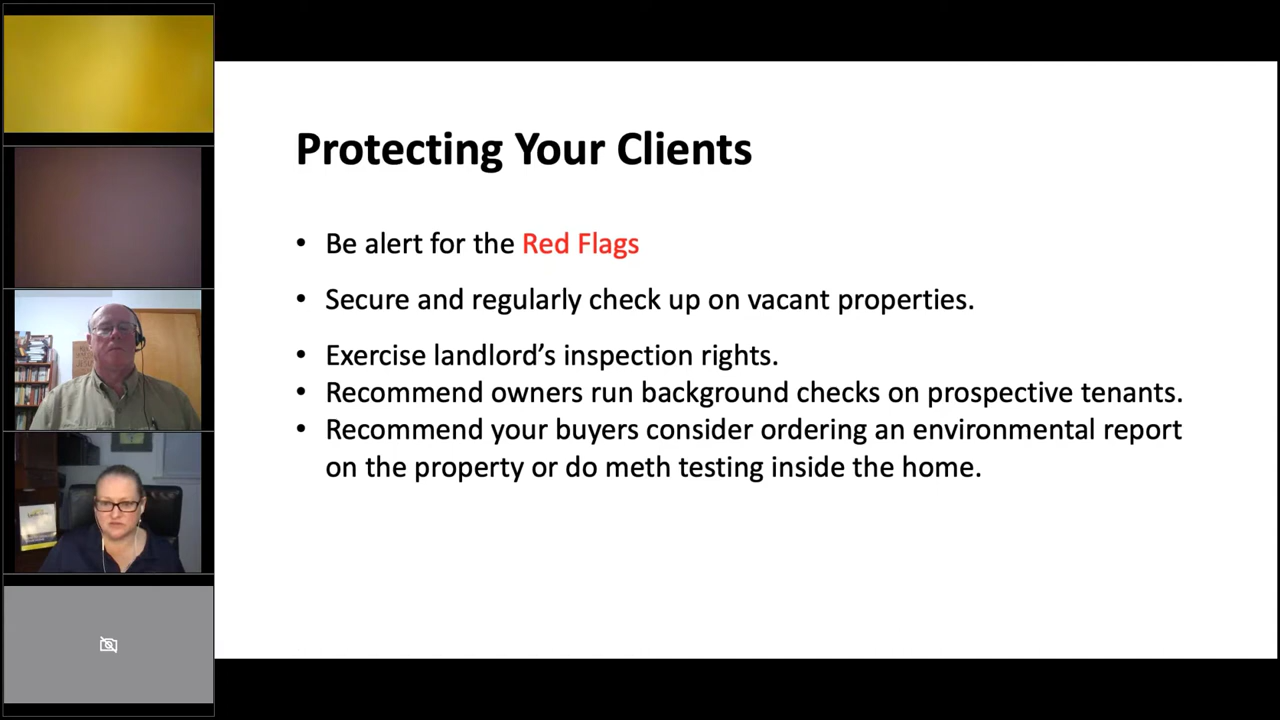 Protecting Your Clients
• Be alert for the Red Flags
• Secure and regularly check up on vacant properties.
• Exercise landlord’s inspection rights.
• Recommend owners run background checks on prospective tenants.
• Recommend your buyers consider ordering an environmental report
on the property or do meth testing inside the home.